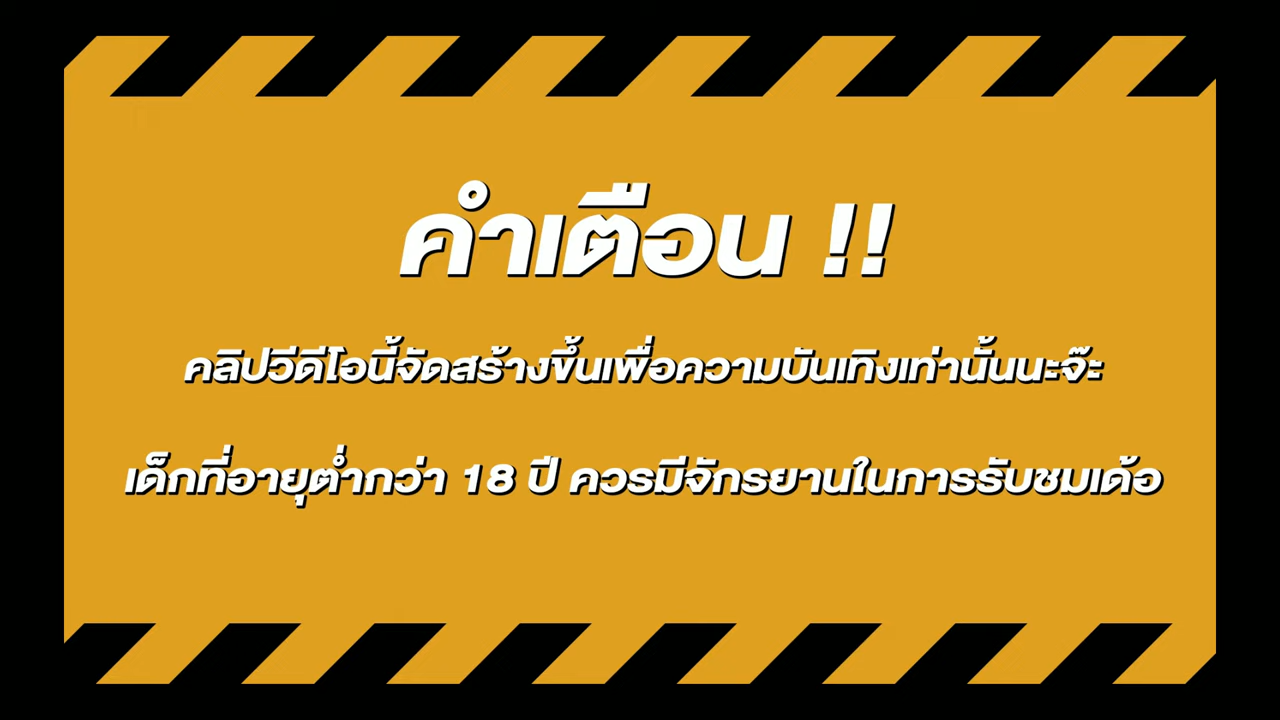 คำเตือน !!
คลิปวีดีโอนี้จัดสร้างขึ้นเพื่อความบันเทิงเท่านั้นนะจ๊ะ
เด็กที่อายุต่ำกว่า 18 ปี ควรมีจักรยานในการรับชมเด้อ